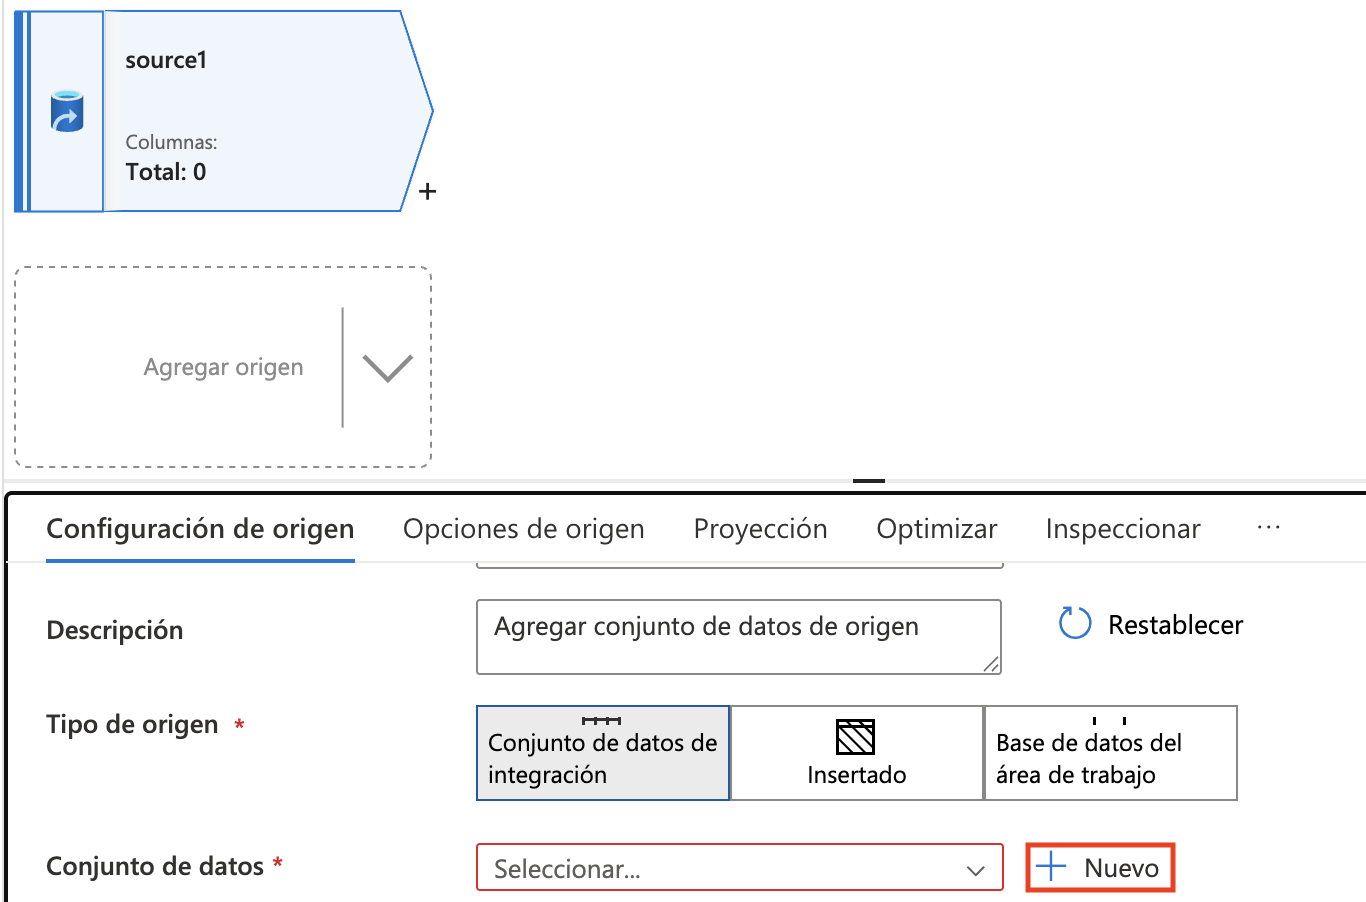 source1
Columnas:
Total: 0
+
Agregar origen
Configuración de origen Opciones de origen Proyección Optimizar Inspeccionar ...
Descripción
Agregar conjunto de datos de origen
Restablecer
Tipo de origen *
Conjunto de datos de
integración
Insertado
Base de datos del
área de trabajo
Conjunto de datos *
Seleccionar...
+ Nuevo